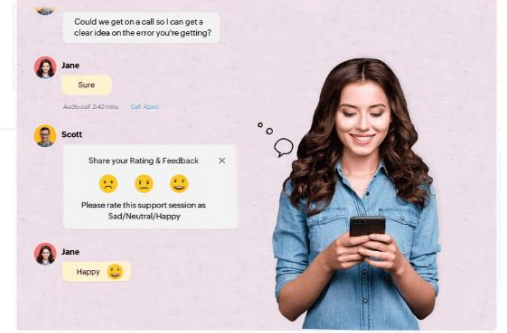 Could we get on a call so I can get a
clear idea on the error you're getting?
Jane
Sure
Audio call 2:42 mins Call Again
Scott
Share your Rating & Feedback
Please rate this support session as
Sad/Neutral/Happy
Jane
Happy